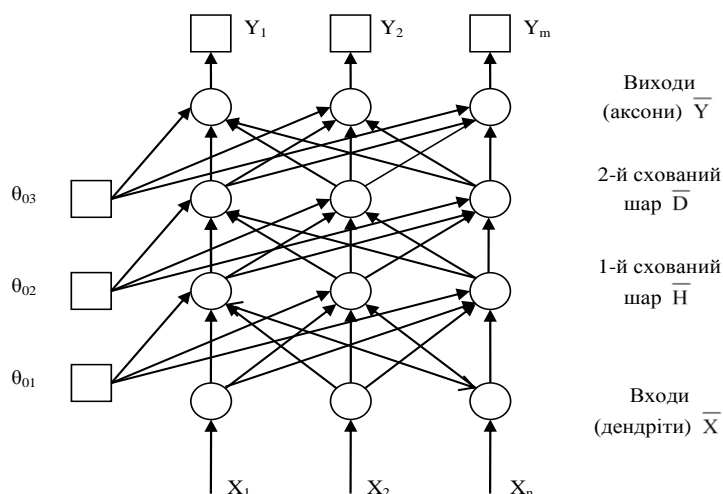 Y1 Y2 Ym
Виходи
(аксони) Y
θ03
2-й схований
шар D
θ02
1-й схований
шар H
θ01
Входи
(дендріти) X
X1 X2 Xn